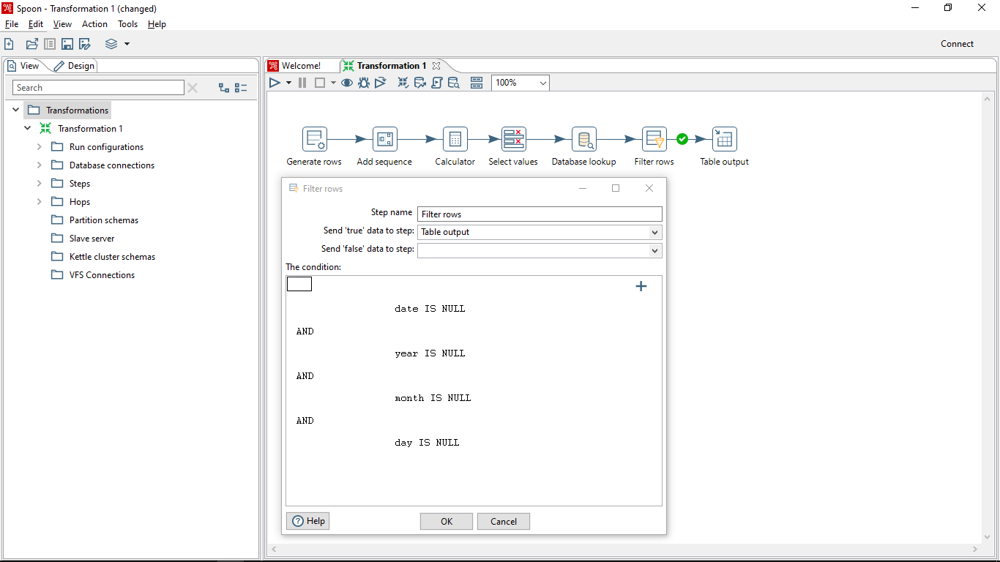 Spoon - Transformation 1 (changed)
File Edit View Action Tools Help
Connect
View Design
Search
Transformations
Transformation 1
Run configurations
Database connections
Steps
Hops
Partition schemas
Slave server
Kettle cluster schemas
VFS Connections
Welcome! Transformation 1
100%
Generate rows Add sequence Calculator Select values Database lookup Filter rows Table output
Filter rows
Step name Filter rows
Send 'true' data to step: Table output
Send 'false' data to step:
The condition:
date IS NULL
AND
year IS NULL
AND
month IS NULL
AND
day IS NULL
Help OK Cancel